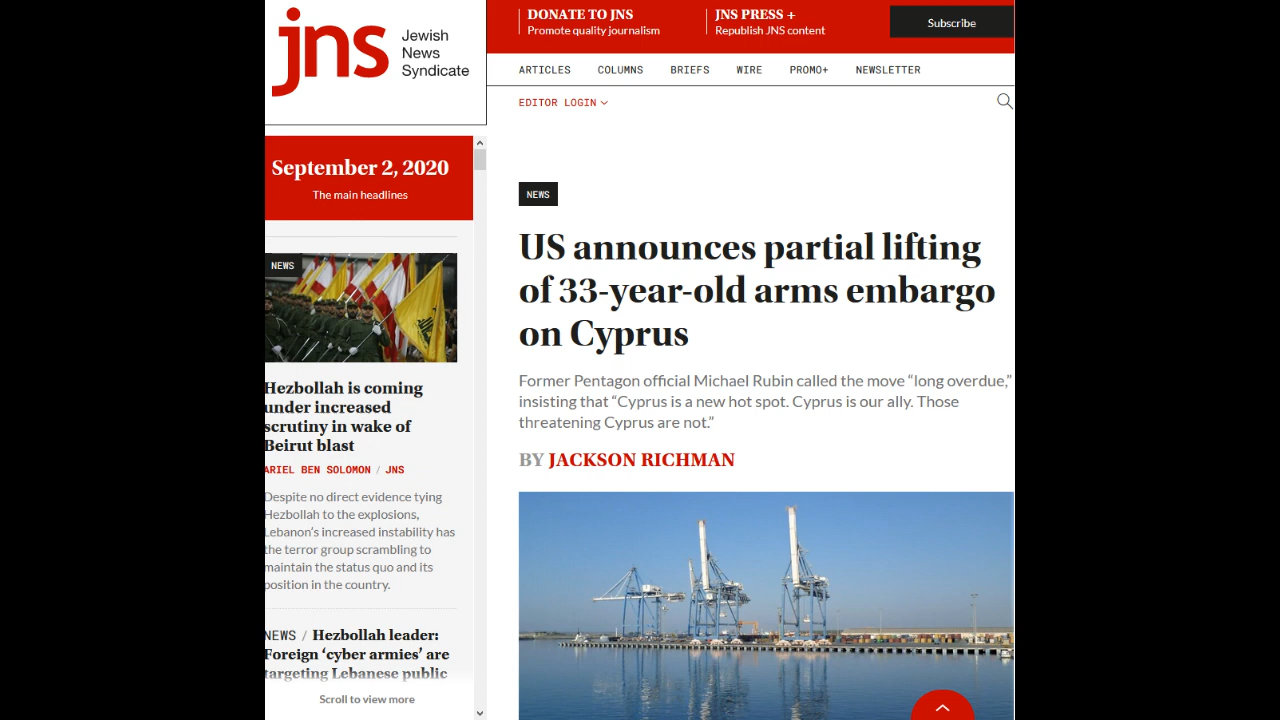 jns
Jewish
News
Syndicate
DONATE TO JNS
Promote quality journalism
JNS PRESS +
Republish JNS content
Subscribe
ARTICLES COLUMNS BRIEFS WIRE PROMO+ NEWSLETTER
EDITOR LOGIN
September 2, 2020
The main headlines
NEWS
Hezbollah is coming
under increased
scrutiny in wake of
Beirut blast
ARIEL BEN SOLOMON / JNS
Despite no direct evidence tying
Hezbollah to the explosions,
Lebanon's increased instability has
the terror group scrambling to
maintain the status quo and its
position in the country.
NEWS / Hezbollah leader:
Foreign ‘cyber armies’ are
targeting Lebanese public
Scroll to view more
NEWS
US announces partial lifting
of 33-year-old arms embargo
on Cyprus
Former Pentagon official Michael Rubin called the move “long overdue,”
insisting that “Cyprus is a new hot spot. Cyprus is our ally. Those
threatening Cyprus are not.”
BY JACKSON RICHMAN